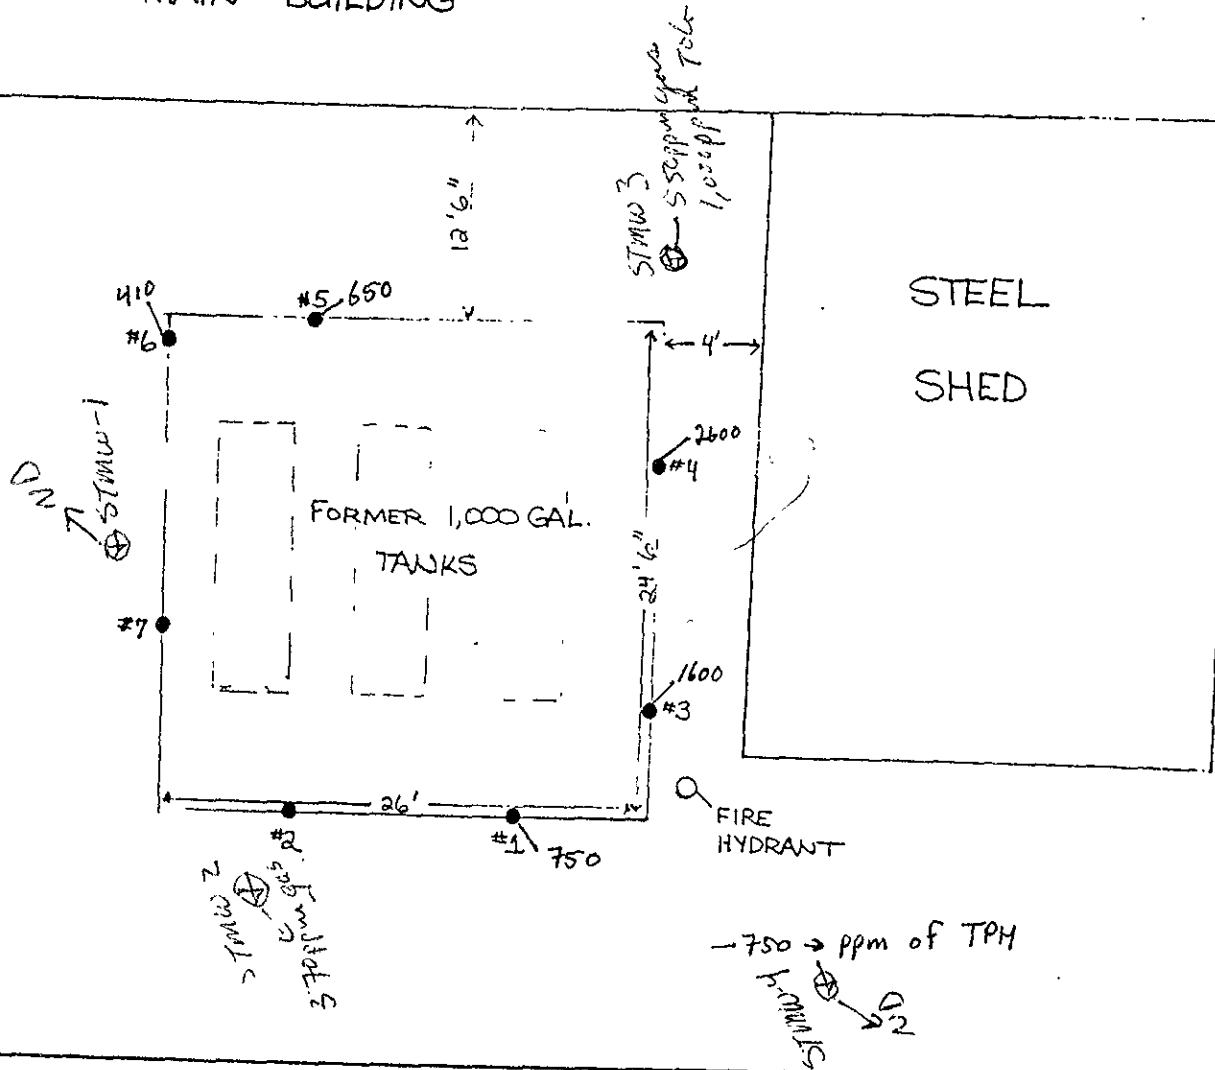 MAIN BUILDING
12'6"
STMW 3
410
#6
#5
650
4'
STEEL
SHED
2600
#4
STMW-1
ND
FORMER 1,000 GAL.
TANKS
24'6"
#7
1600
#3
26'
#2
#1
750
FIRE
HYDRANT
STMW 2
gas
— 750 → ppm of TPH
STMW-4